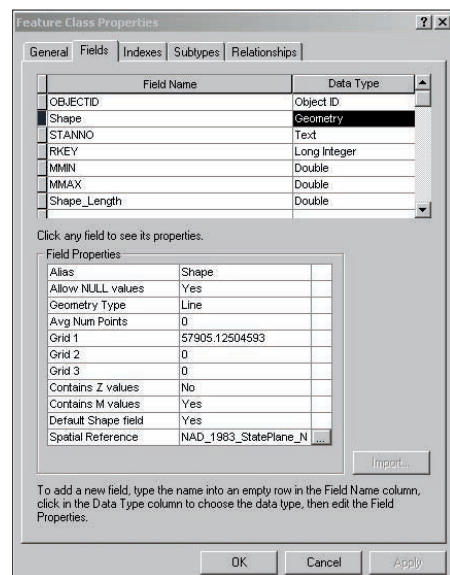 Feature Class Properties
General Fields Indexes Subtypes Relationships
Field Name Data Type
OBJECTID Object ID
Shape Geometry
STANNO Text
RKEY Long Integer
MMIN Double
MMAX Double
Shape_Length Double
Click any field to see its properties.
Field Properties
Alias Shape
Allow NULL values Yes
Geometry Type Line
Avg Num Points 0
Grid 1 57905.12504593
Grid 2 0
Grid 3 0
Contains Z values No
Contains M values Yes
Default Shape field Yes
Spatial Reference NAD_1983_StatePlane_N ...
Import...
To add a new field, type the name into an empty row in the Field Name column,
click in the Data Type column to choose the data type, then edit the Field
Properties.
OK Cancel Apply